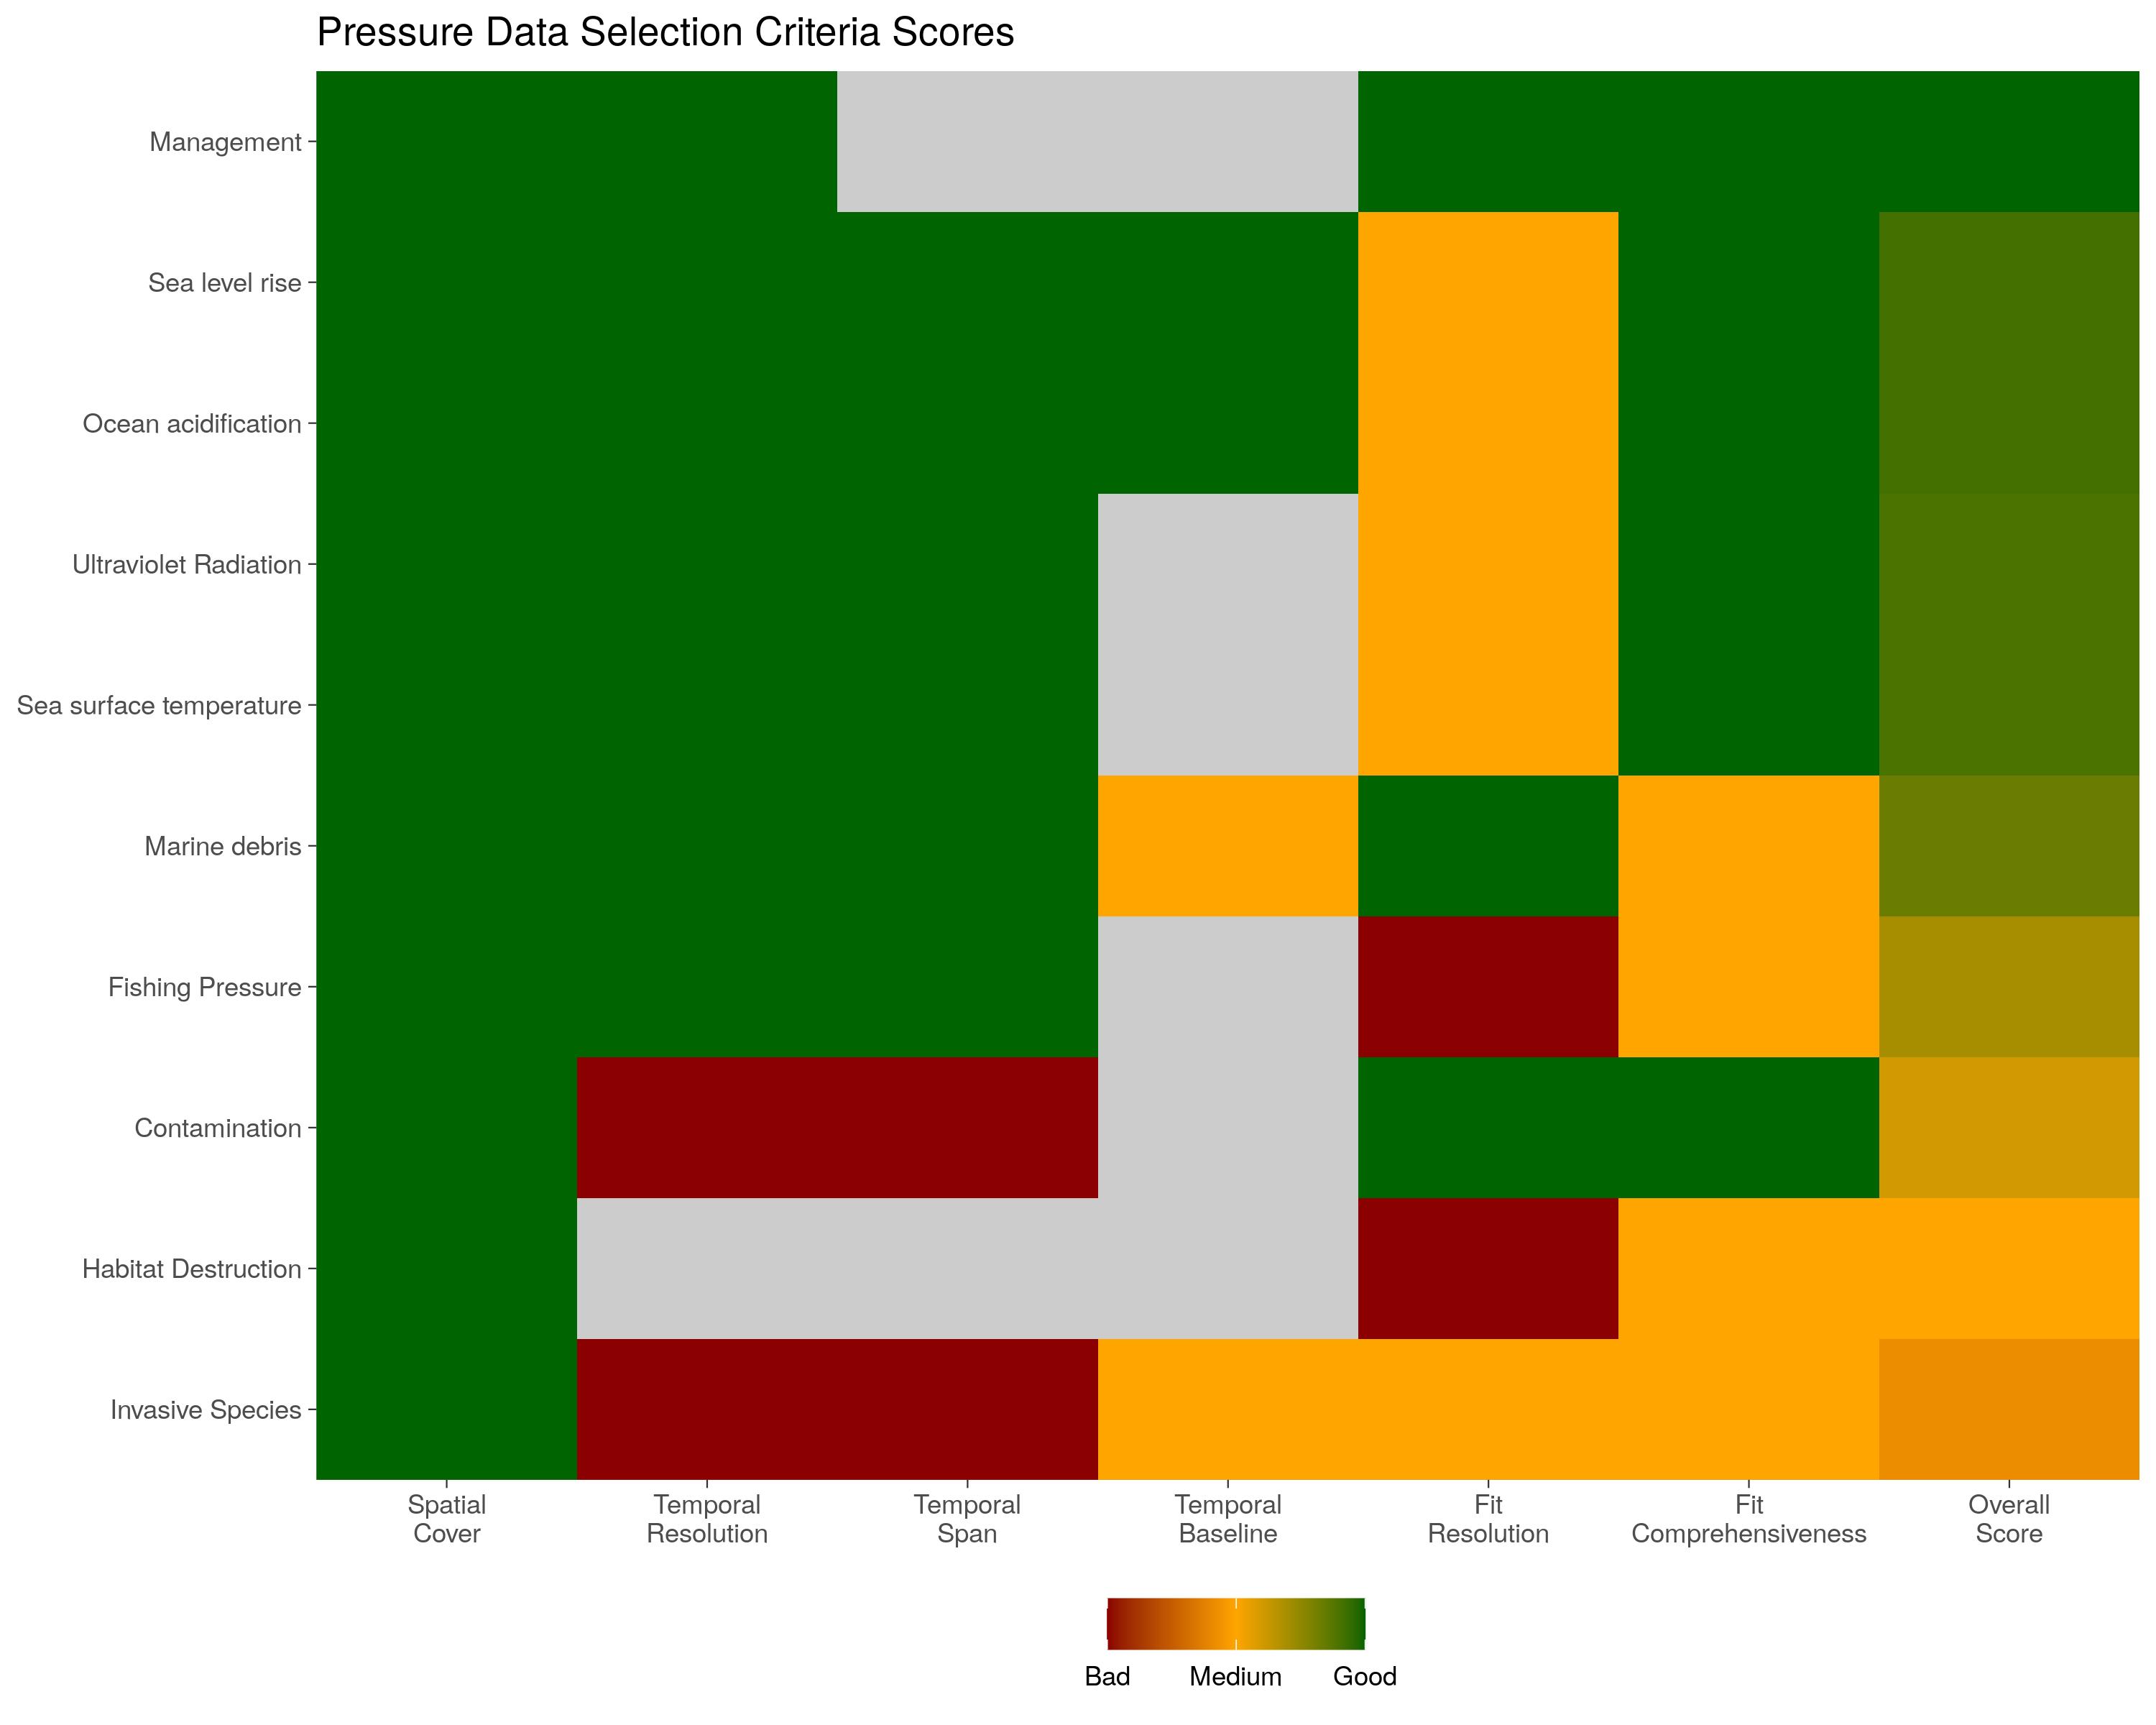 Pressure Data Selection Criteria Scores
Management
Sea level rise
Ocean acidification
Ultraviolet Radiation
Sea surface temperature
Marine debris
Fishing Pressure
Contamination
Habitat Destruction
Invasive Species
Spatial
Cover
Temporal
Resolution
Temporal
Span
Temporal
Baseline
Fit
Resolution
Fit
Comprehensiveness
Overall
Score
Bad
Medium
Good